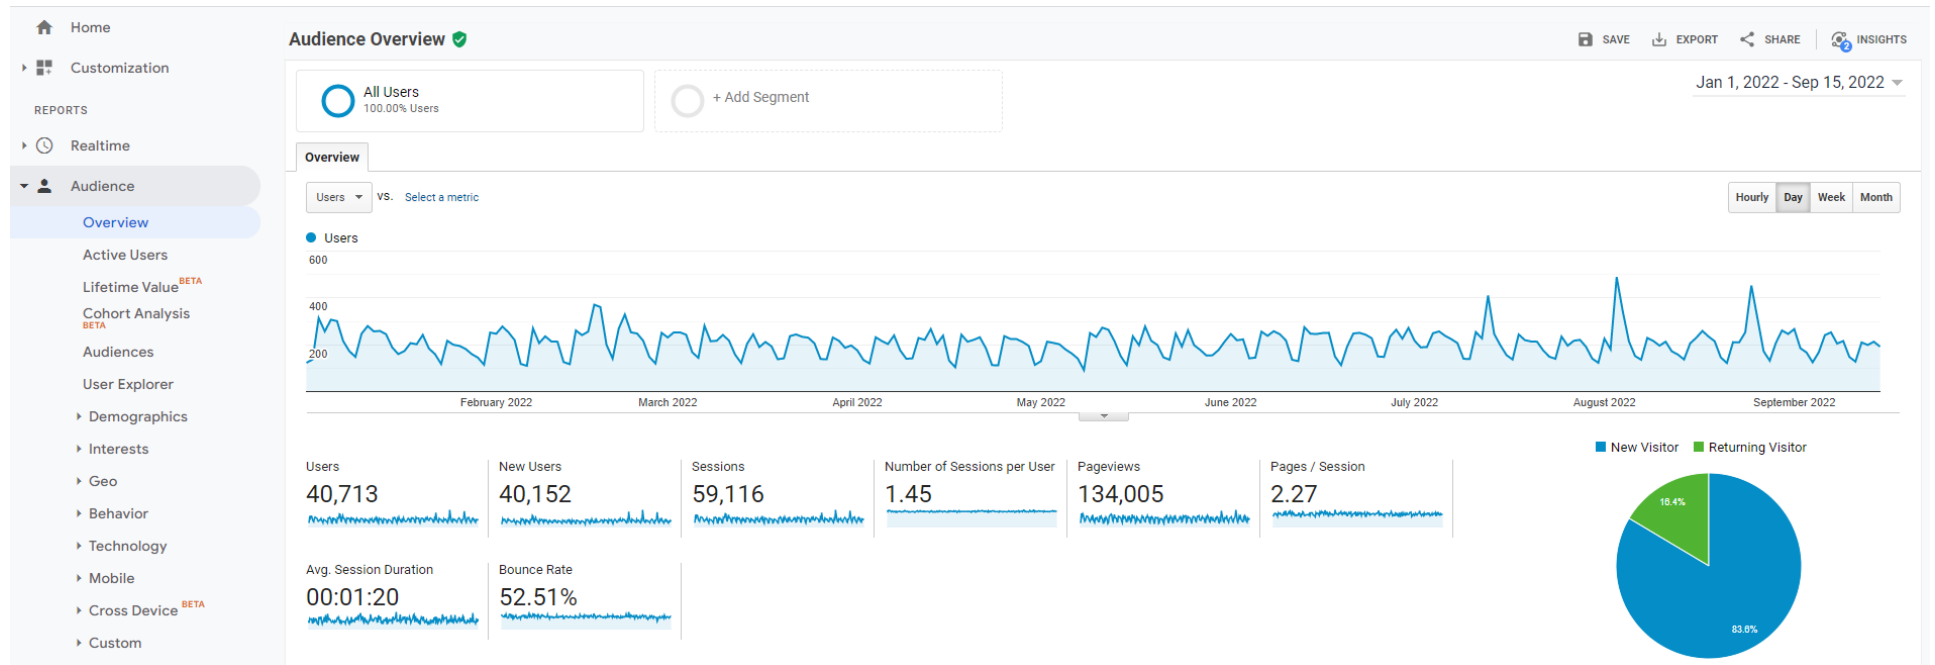 Home
Customization
REPORTS
Realtime
Audience
Overview
Active Users
Lifetime Value BETA
Cohort Analysis
BETA
Audiences
User Explorer
Demographics
Interests
Geo
Behavior
Technology
Mobile
Cross Device BETA
Custom
Audience Overview
SAVE EXPORT SHARE 2 INSIGHTS
All Users
100.00% Users
+ Add Segment
Jan 1, 2022 - Sep 15, 2022
Overview
Users VS. Select a metric
Hourly Day Week Month
Users
600
400
200
February 2022 March 2022 April 2022 May 2022 June 2022 July 2022 August 2022 September 2022
Users
40,713
New Users
40,152
Sessions
59,116
Number of Sessions per User
1.45
Pageviews
134,005
Pages / Session
2.27
Avg. Session Duration
00:01:20
Bounce Rate
52.51%
New Visitor Returning Visitor
16.4%
83.6%